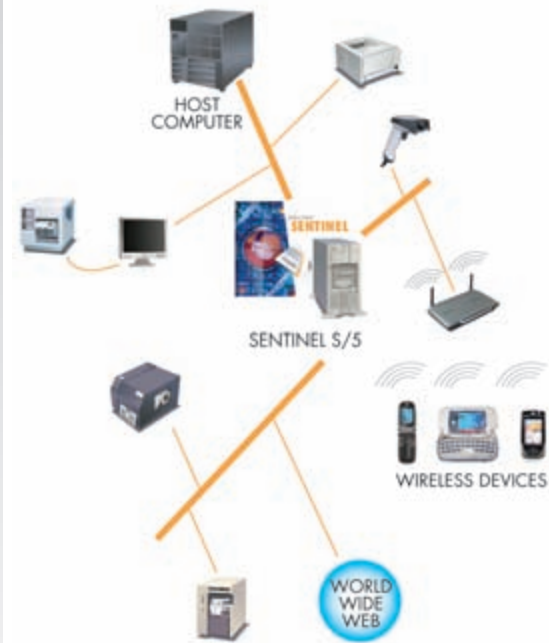 HOST
COMPUTER
SENTINEL
SENTINEL S/5
WIRELESS DEVICES
WORLD
WIDE
WEB